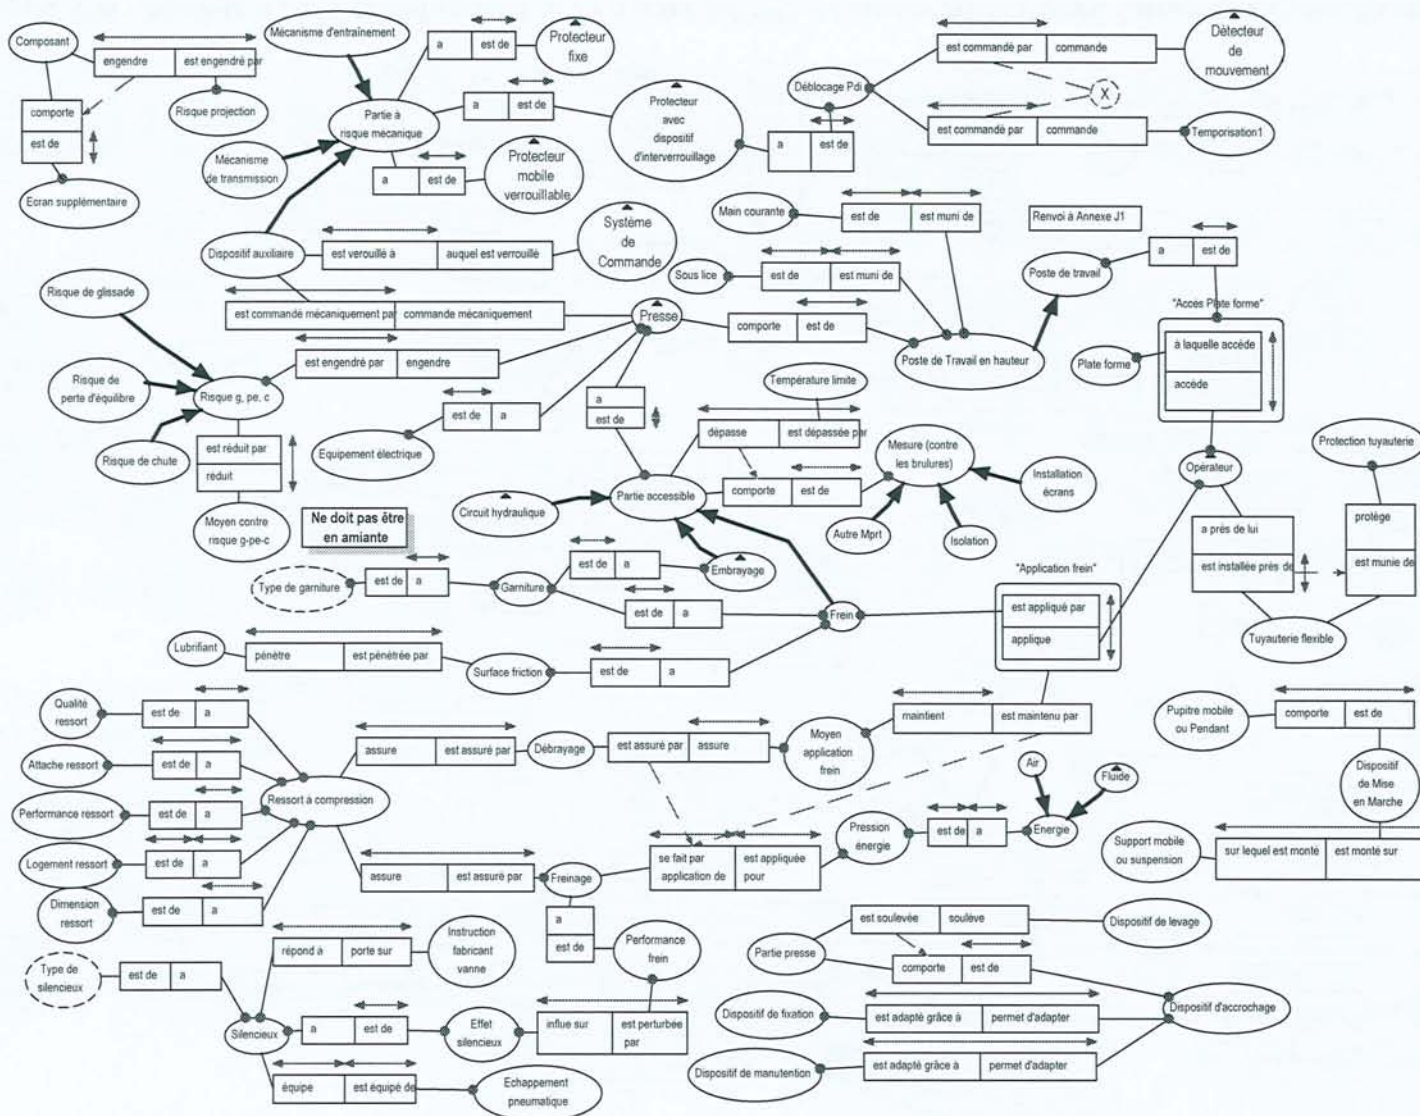 Composant
engendre
est engendré par
comporte
est de
Risque projection
Ecran supplémentaire
Mécanisme d'entraînement
Partie à
risque mécanique
Mécanisme
de transmission
Dispositif auxiliaire
a
est de
Protecteur
fixe
a
est de
Protecteur
avec
dispositif
d'interverrouillage
a
est de
Protecteur
mobile
verrouillable
est verouillé à
auquel est verrouillé
Système
de
Commande
Déblocage Pdi
est commandé par
commande
Détecteur
de
mouvement
X
est commandé par
commande
Temporisation1
a
est de
Main courante
est de
est muni de
Renvoi à Annexe J1
Sous lice
est de
est muni de
Poste de travail
a
est de
comporte
est de
Poste de Travail en hauteur
"Acces Plate forme"
Plate forme
à laquelle accède
accède
Opérateur
Protection tuyauterie
protège
est munie de
a près de lui
est installée près de
Tuyauterie flexible
Risque de glissade
est commandé mécaniquement par
commande mécaniquement
Presse
est engendré par
engendre
Risque de
perte d'équilibre
Risque g, pe, c
Risque de chute
est réduit par
réduit
Moyen contre
risque g-pe-c
Equipement électrique
est de
a
a
est de
Température limite
dépasse
est dépassée par
comporte
est de
Mesure (contre
les brulures)
Installation
écrans
Autre Mprt
Isolation
Circuit hydraulique
Partie accessible
Ne doit pas être
en amiante
Type de garniture
est de
a
Garniture
est de
a
Embrayage
est de
a
Frein
"Application frein"
est appliqué par
applique
Lubrifiant
pénètre
est pénétrée par
Surface friction
est de
a
Qualité
ressort
est de
a
Attache ressort
est de
a
Performance ressort
est de
a
Logement ressort
est de
a
Dimension
ressort
est de
a
Ressort à compression
assure
est assuré par
Débrayage
est assuré par
assure
Moyen
application
frein
maintient
est maintenu par
assure
est assuré par
Freinage
se fait par
application de
est appliquée
pour
Pression
energie
est de
a
Energie
Air
Fluide
a
est de
Performance
frein
Pupitre mobile
ou Pendant
comporte
est de
Dispositif
de Mise
en Marche
Support mobile
ou suspension
sur lequel est monté
est monté sur
Type de
silencieux
est de
a
Silencieux
répond à
porte sur
Instruction
fabricant
vanne
a
est de
Effet
silencieux
influe sur
est perturbée
par
équipe
est équipé de
Echappement
pneumatique
Partie presse
est soulevée
soulève
Dispositif de levage
comporte
est de
Dispositif d'accrochage
Dispositif de fixation
est adapté grâce à
permet d'adapter
Dispositif de manutention
est adapté grâce à
permet d'adapter